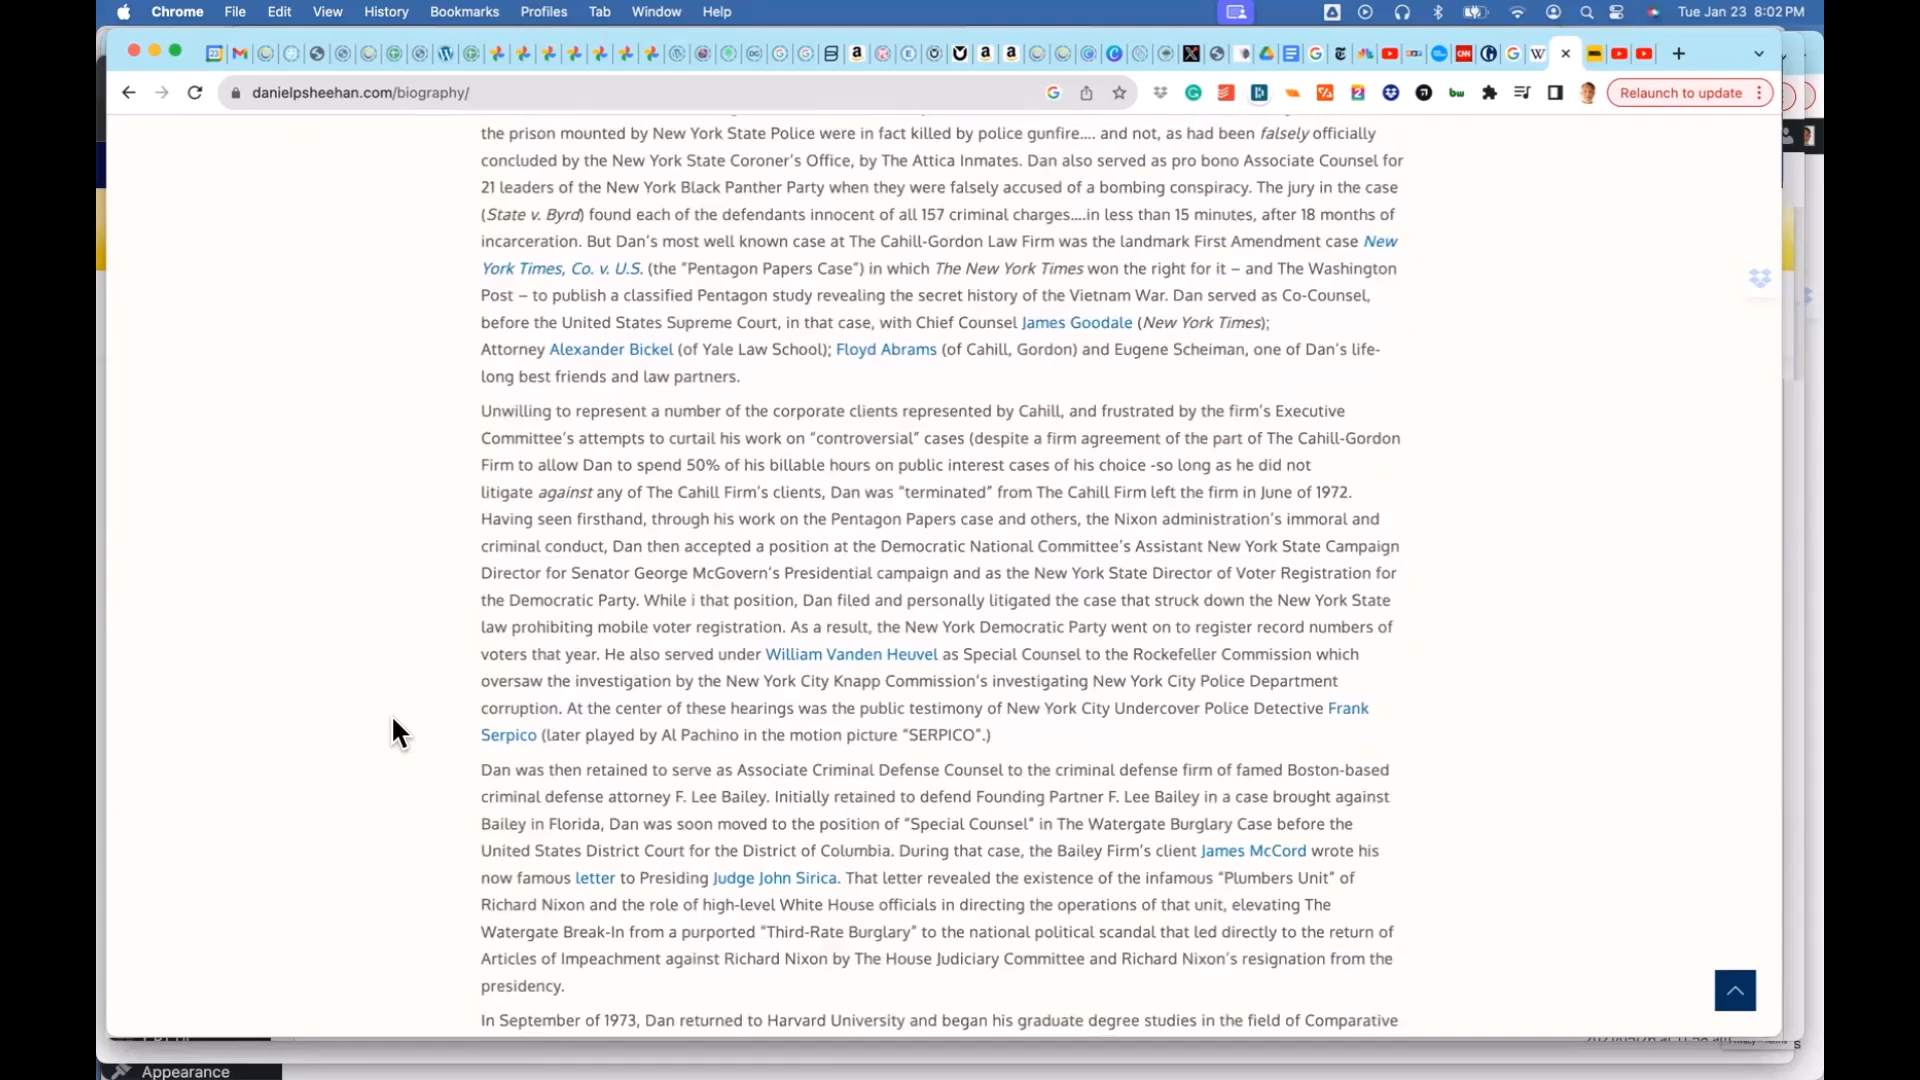 Chrome File Edit View History Bookmarks Profiles Tab Window Help Tue Jan 23 8:02 PM
danielpsheehan.com/biography/ Relaunch to update
the prison mounted by New York State Police were in fact killed by police gunfire.... and not, as had been falsely officially
concluded by the New York State Coroner's Office, by The Attica Inmates. Dan also served as pro bono Associate Counsel for
21 leaders of the New York Black Panther Party when they were falsely accused of a bombing conspiracy. The jury in the case
(State v. Byrd) found each of the defendants innocent of all 157 criminal charges....in less than 15 minutes, after 18 months of
incarceration. But Dan's most well known case at The Cahill-Gordon Law Firm was the landmark First Amendment case New
York Times, Co. v. U.S. (the "Pentagon Papers Case") in which The New York Times won the right for it – and The Washington
Post – to publish a classified Pentagon study revealing the secret history of the Vietnam War. Dan served as Co-Counsel,
before the United States Supreme Court, in that case, with Chief Counsel James Goodale (New York Times);
Attorney Alexander Bickel (of Yale Law School); Floyd Abrams (of Cahill, Gordon) and Eugene Scheiman, one of Dan's life-
long best friends and law partners.
Unwilling to represent a number of the corporate clients represented by Cahill, and frustrated by the firm's Executive
Committee's attempts to curtail his work on "controversial" cases (despite a firm agreement of the part of The Cahill-Gordon
Firm to allow Dan to spend 50% of his billable hours on public interest cases of his choice -so long as he did not
litigate against any of The Cahill Firm's clients, Dan was "terminated" from The Cahill Firm left the firm in June of 1972.
Having seen firsthand, through his work on the Pentagon Papers case and others, the Nixon administration's immoral and
criminal conduct, Dan then accepted a position at the Democratic National Committee's Assistant New York State Campaign
Director for Senator George McGovern's Presidential campaign and as the New York State Director of Voter Registration for
the Democratic Party. While i that position, Dan filed and personally litigated the case that struck down the New York State
law prohibiting mobile voter registration. As a result, the New York Democratic Party went on to register record numbers of
voters that year. He also served under William Vanden Heuvel as Special Counsel to the Rockefeller Commission which
oversaw the investigation by the New York City Knapp Commission's investigating New York City Police Department
corruption. At the center of these hearings was the public testimony of New York City Undercover Police Detective Frank
Serpico (later played by Al Pachino in the motion picture "SERPICO".)
Dan was then retained to serve as Associate Criminal Defense Counsel to the criminal defense firm of famed Boston-based
criminal defense attorney F. Lee Bailey. Initially retained to defend Founding Partner F. Lee Bailey in a case brought against
Bailey in Florida, Dan was soon moved to the position of "Special Counsel" in The Watergate Burglary Case before the
United States District Court for the District of Columbia. During that case, the Bailey Firm's client James McCord wrote his
now famous letter to Presiding Judge John Sirica. That letter revealed the existence of the infamous "Plumbers Unit" of
Richard Nixon and the role of high-level White House officials in directing the operations of that unit, elevating The
Watergate Break-In from a purported "Third-Rate Burglary" to the national political scandal that led directly to the return of
Articles of Impeachment against Richard Nixon by The House Judiciary Committee and Richard Nixon's resignation from the
presidency.
In September of 1973, Dan returned to Harvard University and began his graduate degree studies in the field of Comparative
Appearance